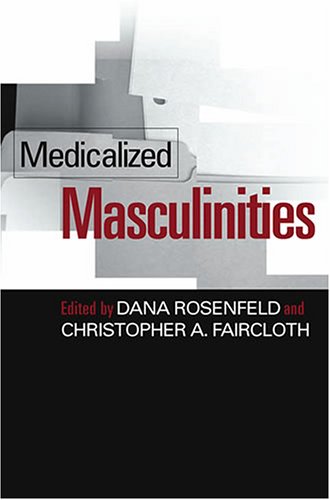 Medicalized
Masculinities
Edited by DANA ROSENFELD and
CHRISTOPHER A. FAIRCLOTH